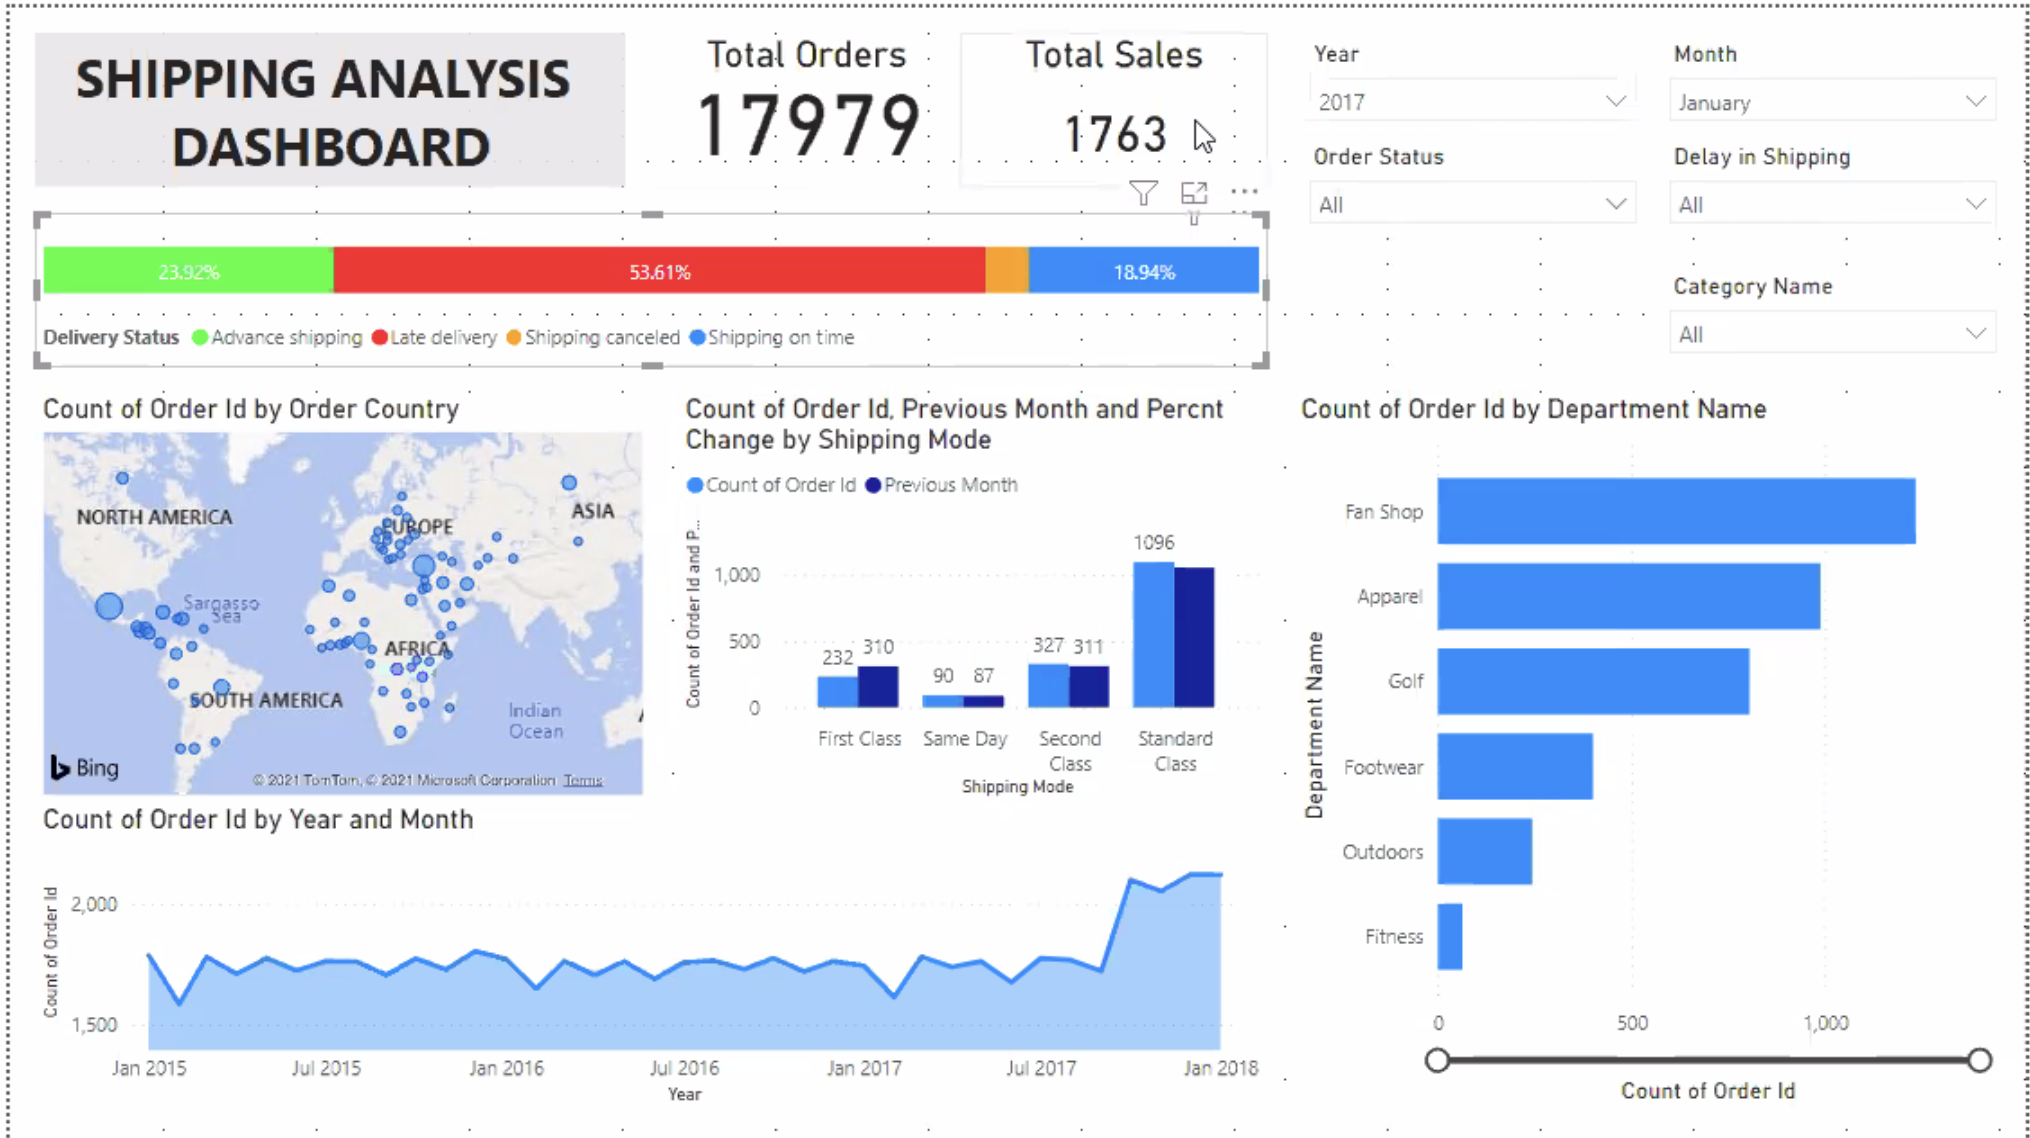 SHIPPING ANALYSIS
DASHBOARD
Total Orders
17979
Total Sales
1763
Year
2017
Month
January
Order Status
All
Delay in Shipping
All
Category Name
All
23.92%
53.61%
18.94%
Delivery Status Advance shipping Late delivery Shipping canceled Shipping on time
Count of Order Id by Order Country
NORTH AMERICA
EUROPE
ASIA
Sargasso
Sea
AFRICA
SOUTH AMERICA
Indian
Ocean
Bing
© 2021 TomTom, © 2021 Microsoft Corporation Terms
Count of Order Id, Previous Month and Percnt
Change by Shipping Mode
Count of Order Id Previous Month
Count of Order Id and P...
1,000
500
0
232
310
90
87
327
311
1096
First Class
Same Day
Second
Class
Standard
Class
Shipping Mode
Count of Order Id by Department Name
Department Name
Fan Shop
Apparel
Golf
Footwear
Outdoors
Fitness
0
500
1,000
Count of Order Id
Count of Order Id by Year and Month
Count of Order Id
2,000
1,500
Jan 2015
Jul 2015
Jan 2016
Jul 2016
Jan 2017
Jul 2017
Jan 2018
Year